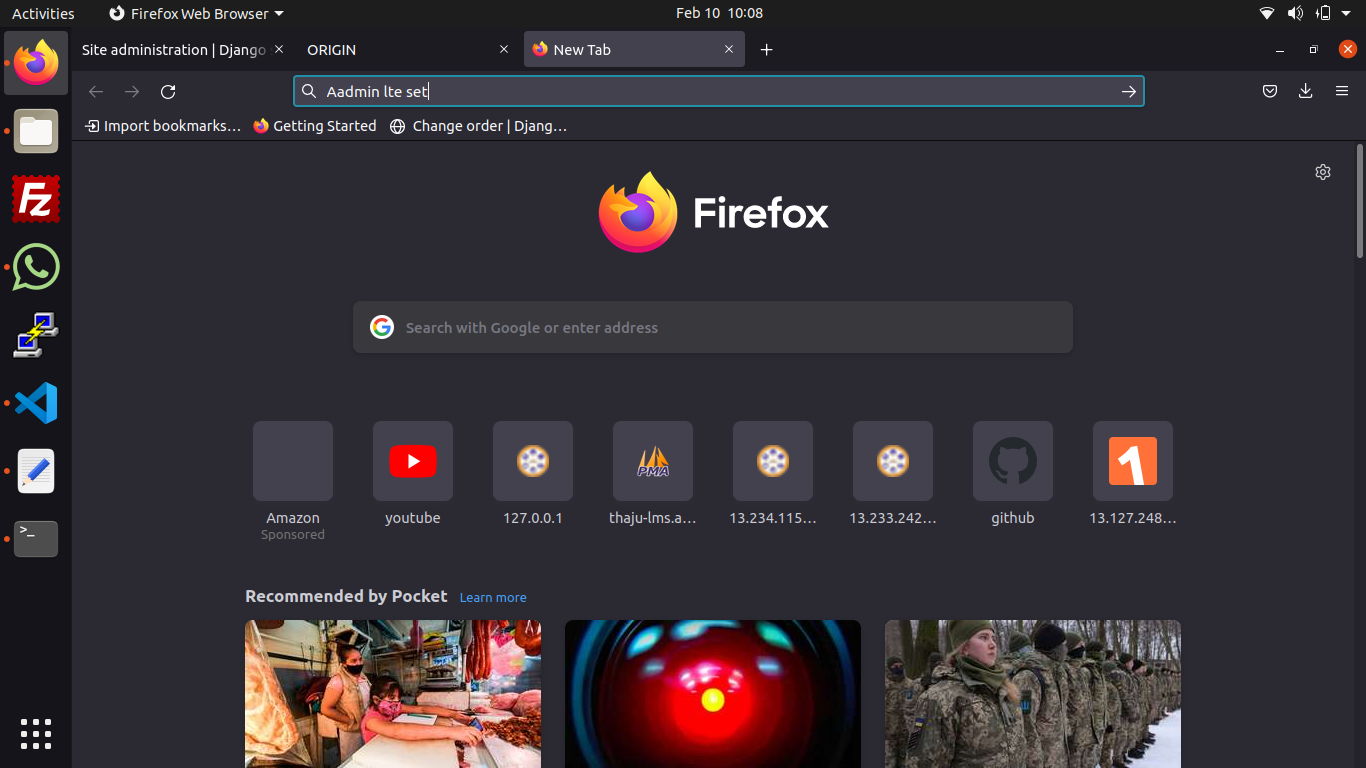 Activities
Firefox Web Browser
Feb 10 10:08
Site administration | Django
ORIGIN
New Tab
Aadmin lte set
Import bookmarks…
Getting Started
Change order | Djang…
Firefox
Search with Google or enter address
PMA
1
Amazon
Sponsored
youtube
127.0.0.1
thaju-lms.a…
13.234.115…
13.233.242…
github
13.127.248…
Recommended by Pocket
Learn more
Fz
>_